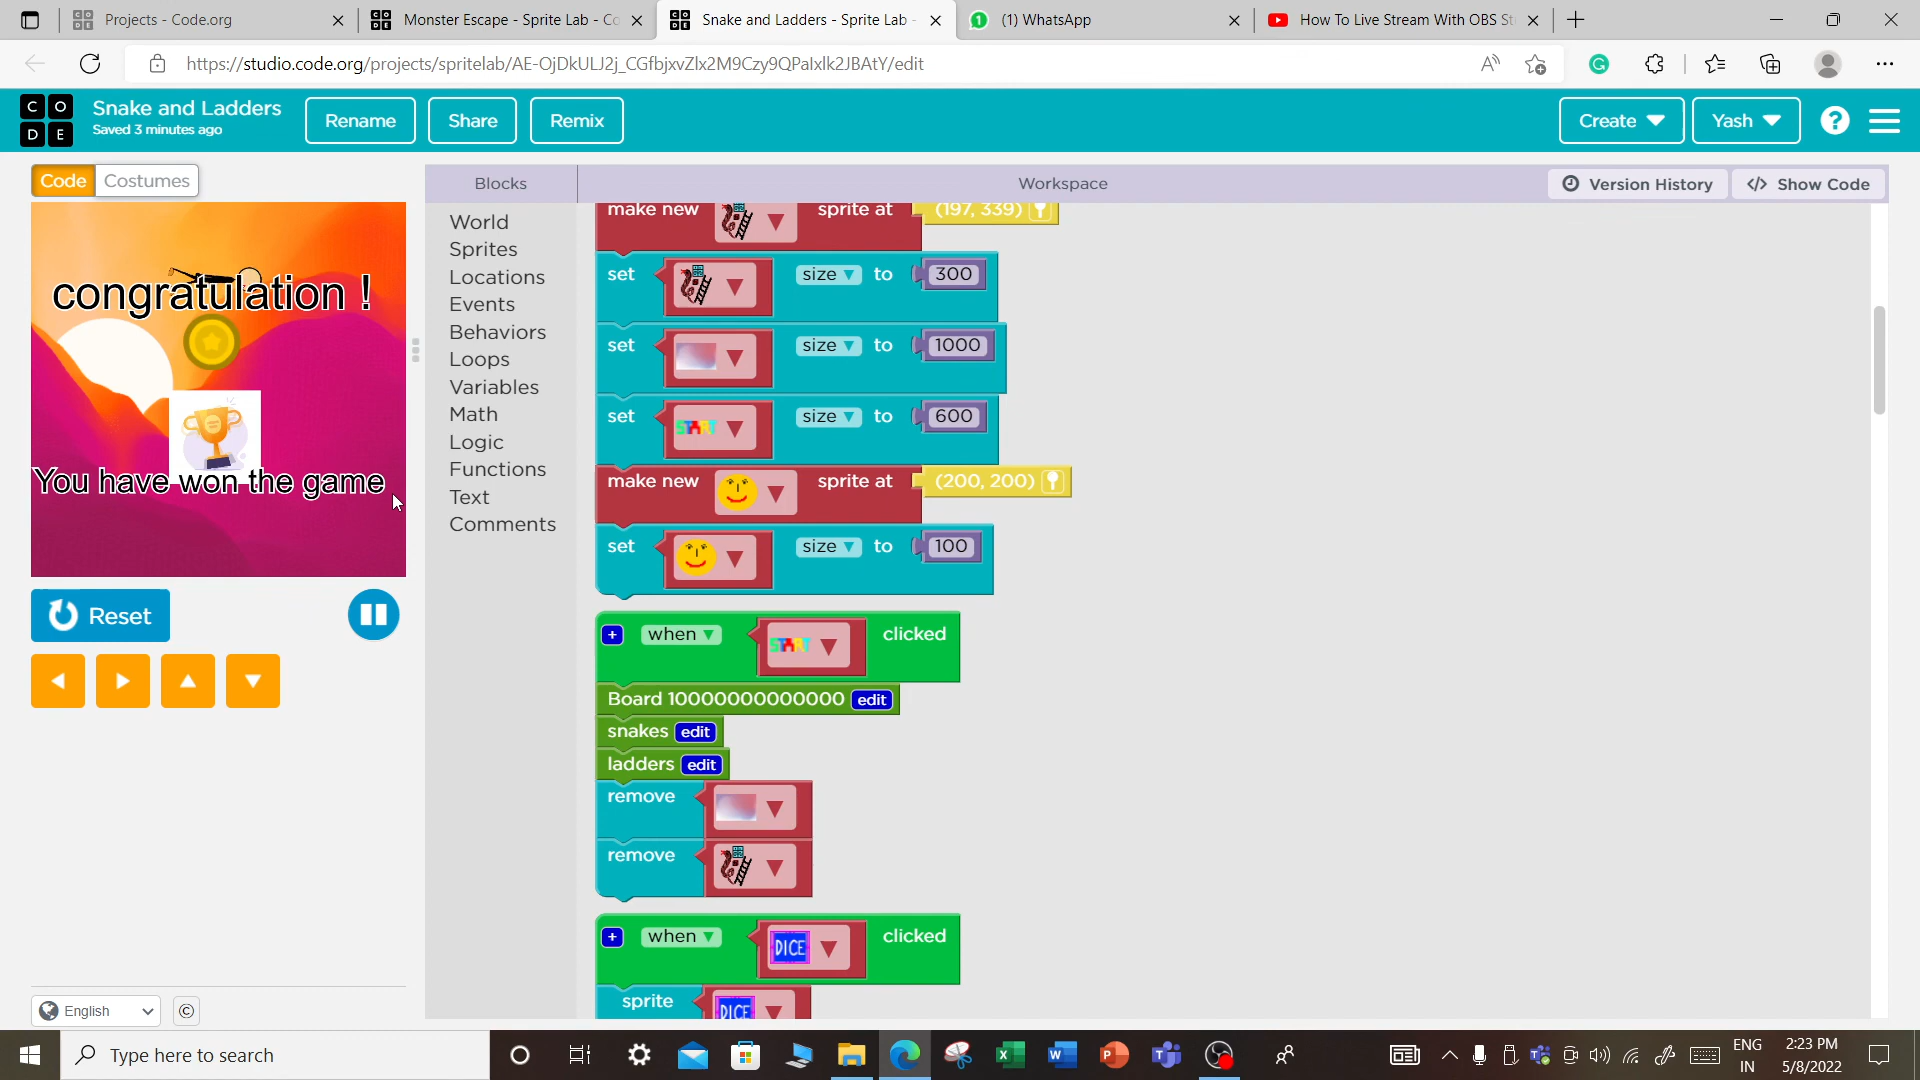 Projects - Code.org
Monster Escape - Sprite Lab - Co
Snake and Ladders - Sprite Lab -
(1) WhatsApp
How To Live Stream With OBS St
https://studio.code.org/projects/spritelab/AE-OjDkULJ2j_CGfbjxvZlx2M9Czy9QPaIxlk2JBAtY/edit
CODE
Snake and Ladders
Saved 3 minutes ago
Rename
Share
Remix
Create
Yash
?
Code
Costumes
Blocks
Workspace
Version History
</> Show Code
congratulation !
You have won the game
Reset
English
World
Sprites
Locations
Events
Behaviors
Loops
Variables
Math
Logic
Functions
Text
Comments
make new sprite at (197, 339)
set size to 300
set size to 1000
set START size to 600
make new sprite at (200, 200)
set size to 100
+ when START clicked
Board 10000000000000 edit
snakes edit
ladders edit
remove
remove
+ when DICE clicked
sprite DICE
Type here to search
ENG
IN
2:23 PM
5/8/2022